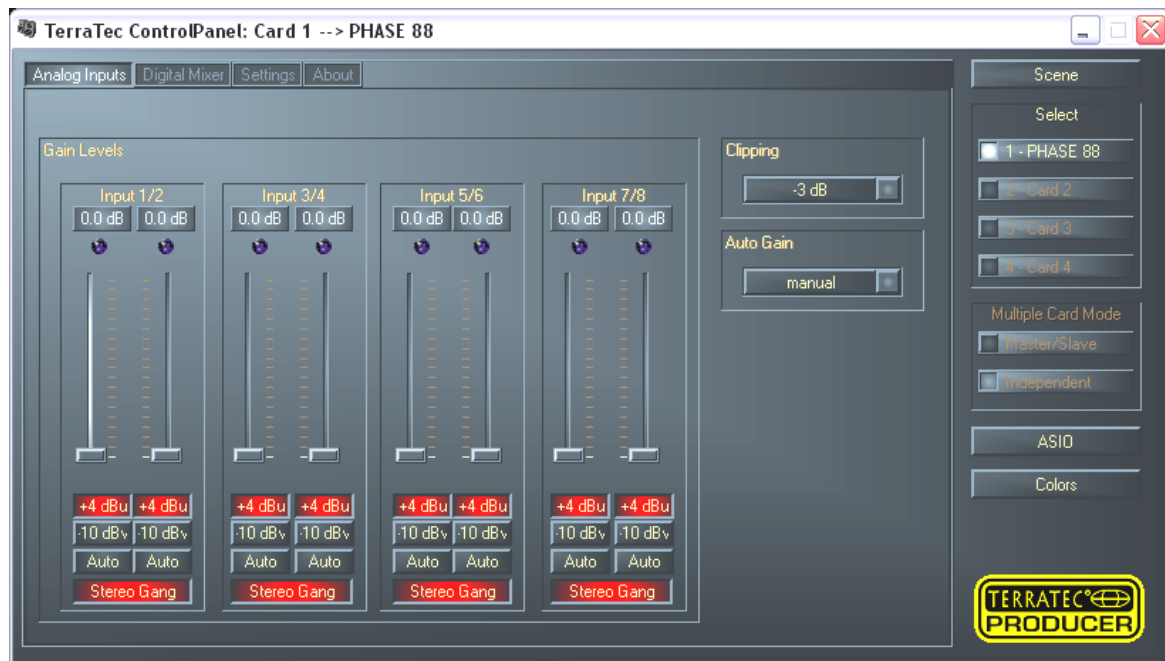 TerraTec ControlPanel: Card 1 --> PHASE 88
Analog Inputs Digital Mixer Settings About
Gain Levels
Input 1/2 Input 3/4 Input 5/6 Input 7/8
0.0 dB 0.0 dB 0.0 dB 0.0 dB 0.0 dB 0.0 dB 0.0 dB 0.0 dB
+4 dBu +4 dBu +4 dBu +4 dBu +4 dBu +4 dBu +4 dBu +4 dBu
-10 dBv -10 dBv -10 dBv -10 dBv -10 dBv -10 dBv -10 dBv -10 dBv
Auto Auto Auto Auto Auto Auto Auto Auto
Stereo Gang Stereo Gang Stereo Gang Stereo Gang
Clipping
-3 dB
Auto Gain
manual
Scene
Select
1 - PHASE 88
2 - Card 2
3 - Card 3
4 - Card 4
Multiple Card Mode
Master/Slave
Independent
ASIO
Colors
TERRATEC
PRODUCER